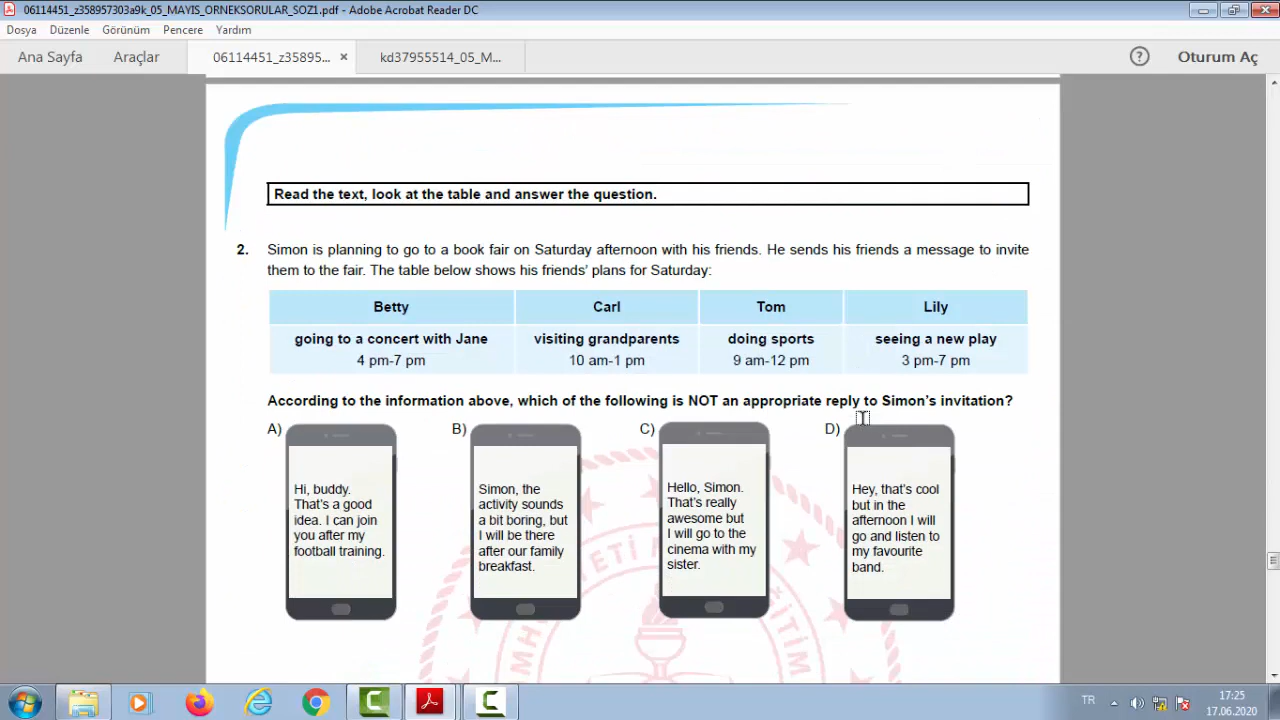 06114451_z358957303a9k_05_MAYIS_ORNEKSORULAR_SOZ1.pdf - Adobe Acrobat Reader DC
Dosya Düzenle Görünüm Pencere Yardım
Ana Sayfa Araçlar 06114451_z35895... × kd37955514_05_M... ? Oturum Aç
Read the text, look at the table and answer the question.
2. Simon is planning to go to a book fair on Saturday afternoon with his friends. He sends his friends a message to invite
them to the fair. The table below shows his friends' plans for Saturday:
Betty Carl Tom Lily
going to a concert with Jane visiting grandparents doing sports seeing a new play
4 pm-7 pm 10 am-1 pm 9 am-12 pm 3 pm-7 pm
According to the information above, which of the following is NOT an appropriate reply to Simon's invitation?
A)
Hi, buddy.
That's a good
idea. I can join
you after my
football training.
B)
Simon, the
activity sounds
a bit boring, but
I will be there
after our family
breakfast.
C)
Hello, Simon.
That's really
awesome but
I will go to the
cinema with my
sister.
D)
Hey, that's cool
but in the
afternoon I will
go and listen to
my favourite
band.
TR
17:25
17.06.2020